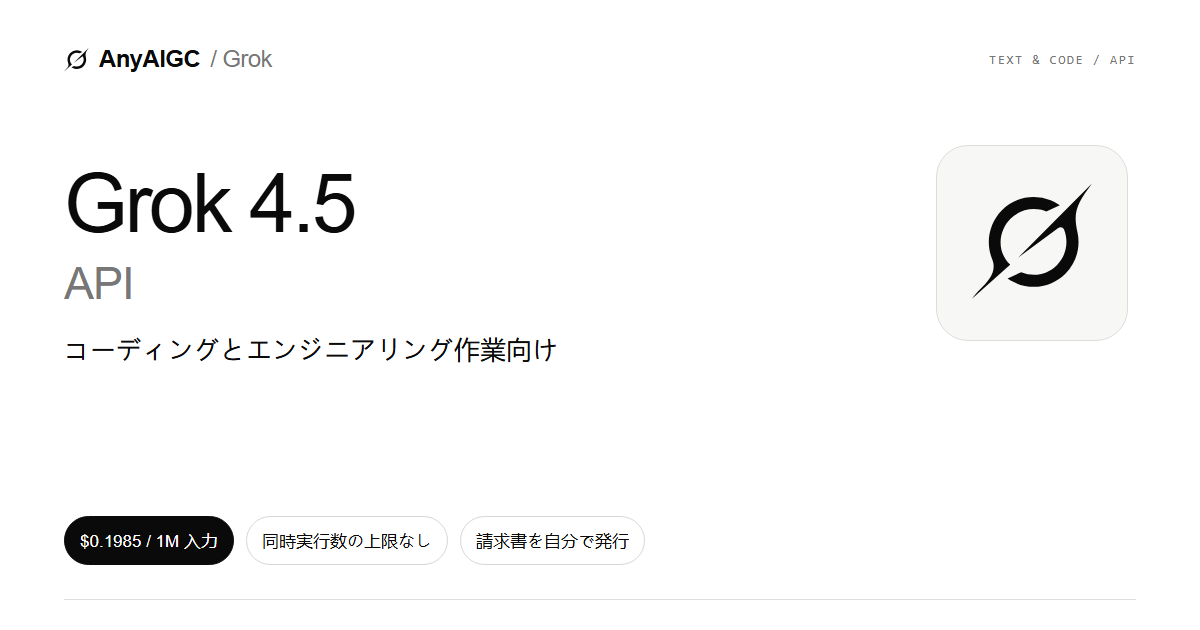 AnyAIGC / Grok
TEXT & CODE / API
Grok 4.5
API
コーディングとエンジニアリング作業向け
$0.1985 / 1M 入力
同時実行数の上限なし
請求書を自分で発行